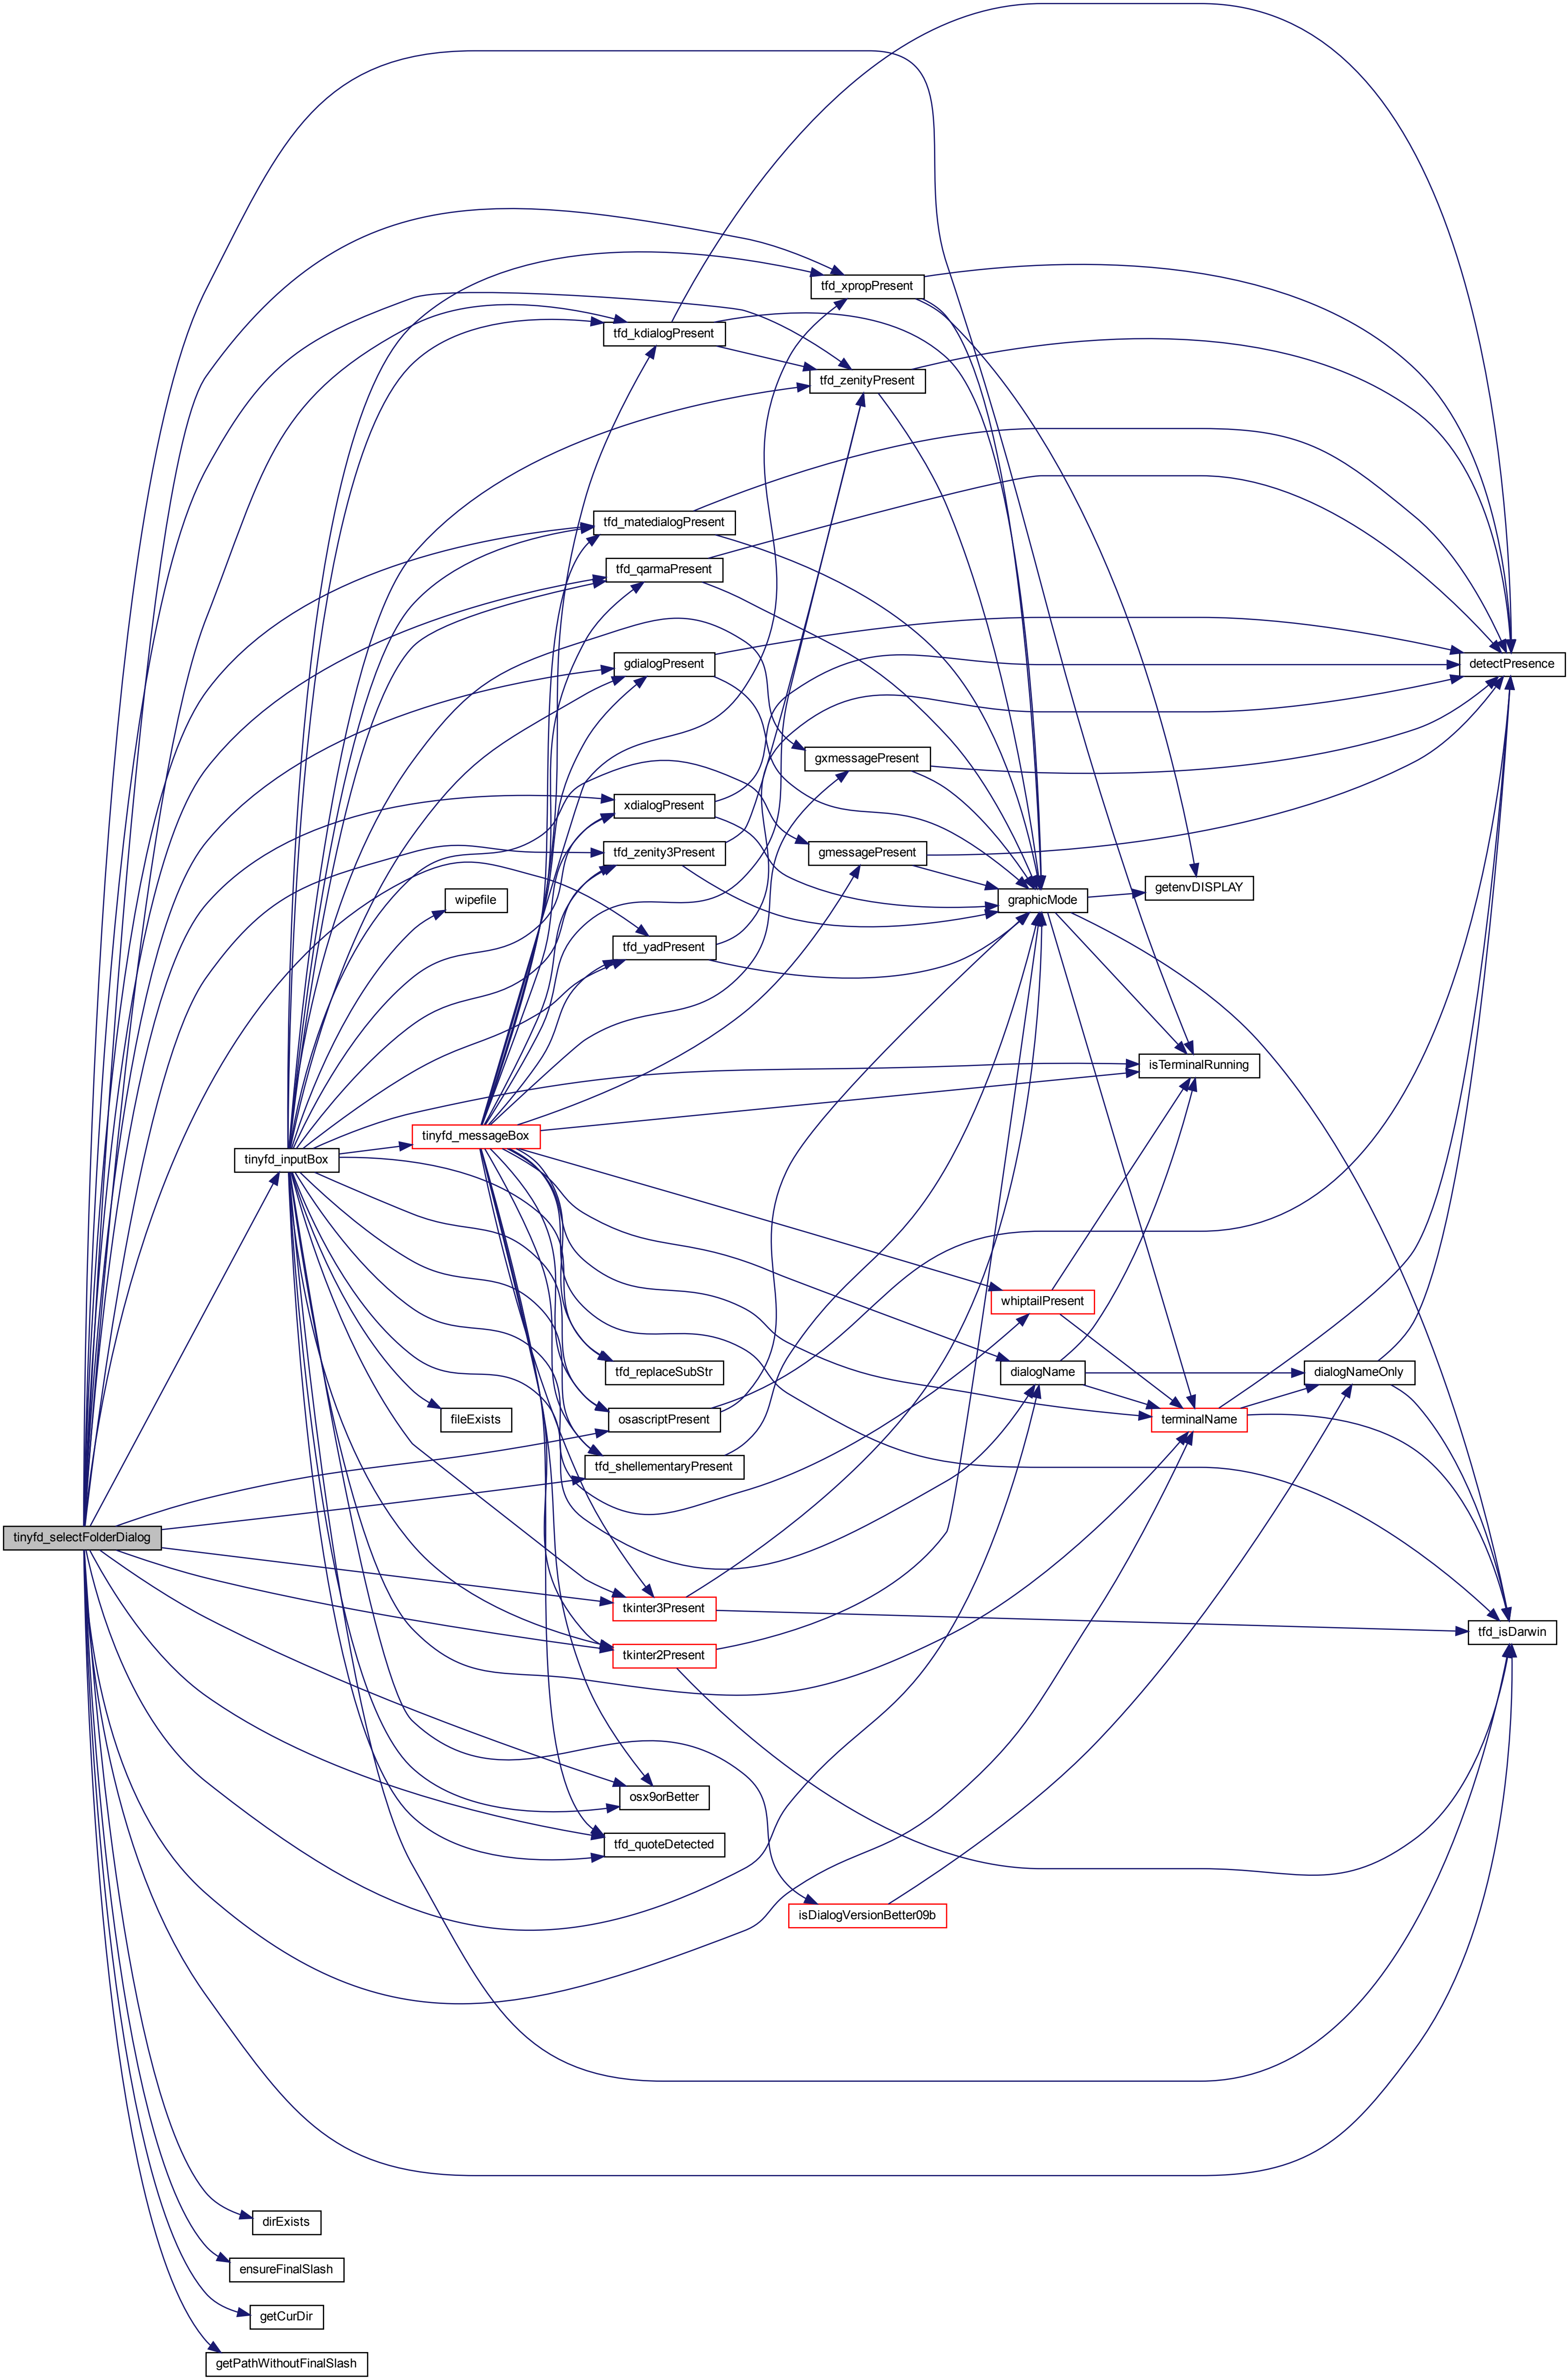 tfd_xpropPresent
tfd_kdialogPresent
tfd_zenityPresent
tfd_matedialogPresent
tfd_qarmaPresent
gdialogPresent
detectPresence
gxmessagePresent
xdialogPresent
tfd_zenity3Present
gmessagePresent
getenvDISPLAY
wipefile
graphicMode
tfd_yadPresent
isTerminalRunning
tinyfd_messageBox
tinyfd_inputBox
whiptailPresent
tfd_replaceSubStr
dialogName
dialogNameOnly
fileExists
osascriptPresent
terminalName
tfd_shellementaryPresent
tinyfd_selectFolderDialog
tkinter3Present
tfd_isDarwin
tkinter2Present
osx9orBetter
tfd_quoteDetected
isDialogVersionBetter09b
dirExists
ensureFinalSlash
getCurDir
getPathWithoutFinalSlash